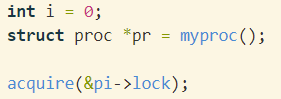 int i = 0;
struct proc *pr = myproc();
acquire(&pi->lock);